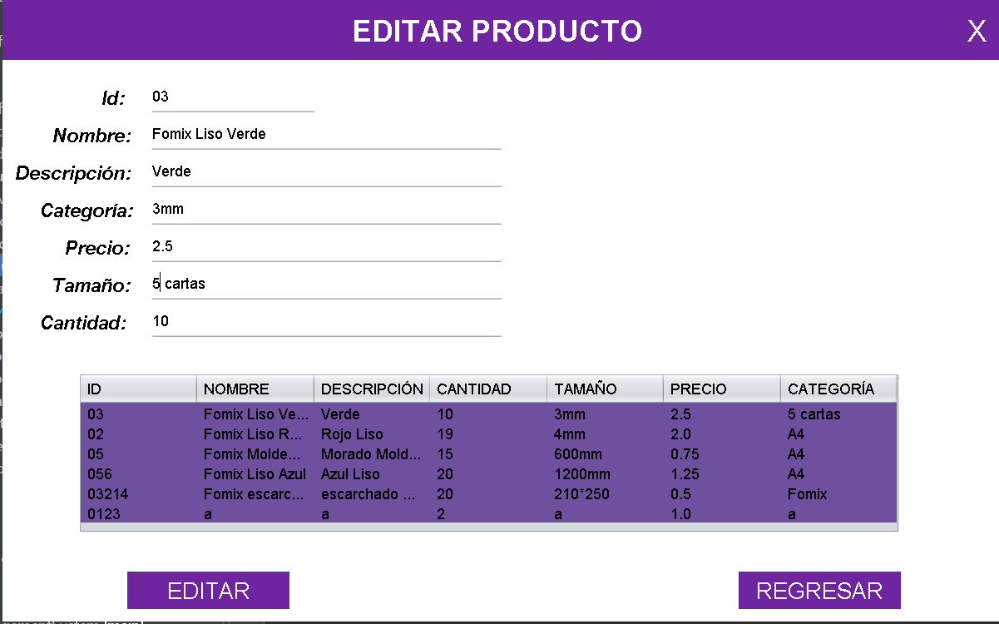 EDITAR PRODUCTO X
Id: 03
Nombre: Fomix Liso Verde
Descripción: Verde
Categoría: 3mm
Precio: 2.5
Tamaño: 5 cartas
Cantidad: 10
ID NOMBRE DESCRIPCIÓN CANTIDAD TAMAÑO PRECIO CATEGORÍA
03 Fomix Liso Ve... Verde 10 3mm 2.5 5 cartas
02 Fomix Liso R... Rojo Liso 19 4mm 2.0 A4
05 Fomix Molde... Morado Mold... 15 600mm 0.75 A4
056 Fomix Liso Azul Azul Liso 20 1200mm 1.25 A4
03214 Fomix escarc... escarchado ... 20 210*250 0.5 Fomix
0123 a a 2 a 1.0 a
EDITAR REGRESAR